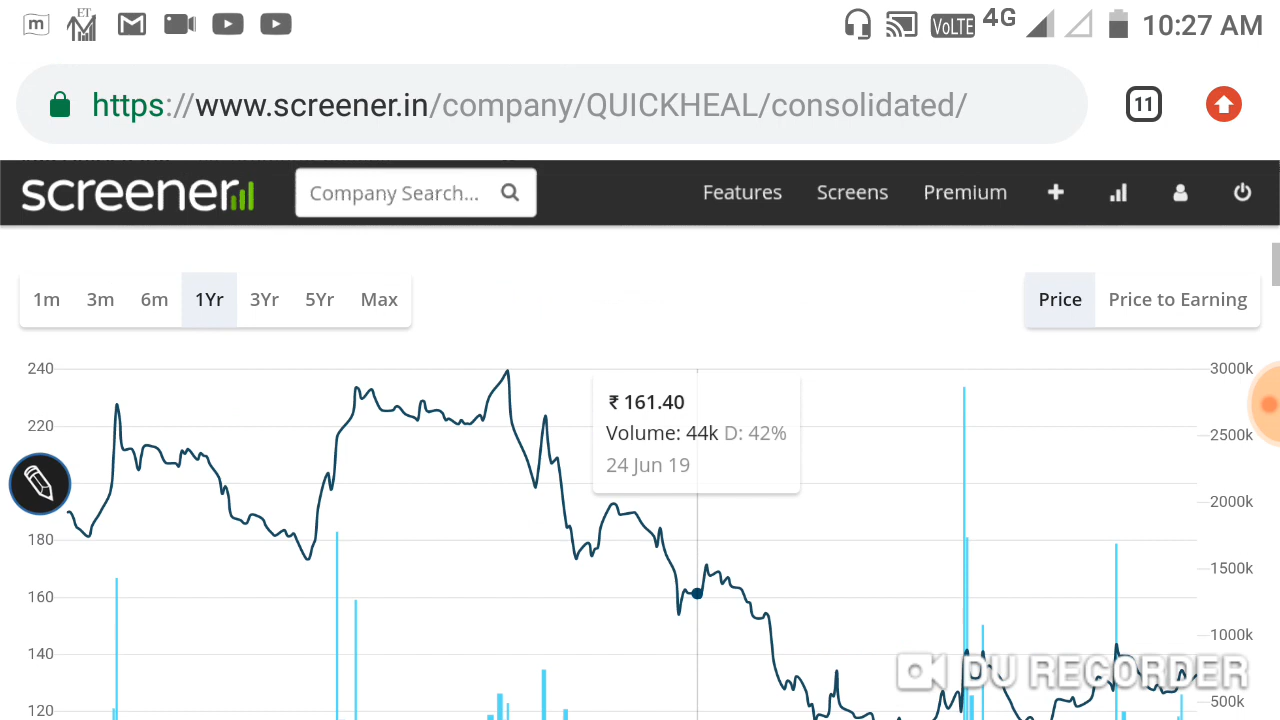 m ET M 4G VoLTE 10:27 AM
https://www.screener.in/company/QUICKHEAL/consolidated/ 11
screener Company Search... Features Screens Premium
1m 3m 6m 1Yr 3Yr 5Yr Max Price Price to Earning
240 3000k
₹ 161.40
220 Volume: 44k D: 42% 2500k
24 Jun 19
2000k
180
1500k
160
1000k
140
DU RECORDER
120 500k